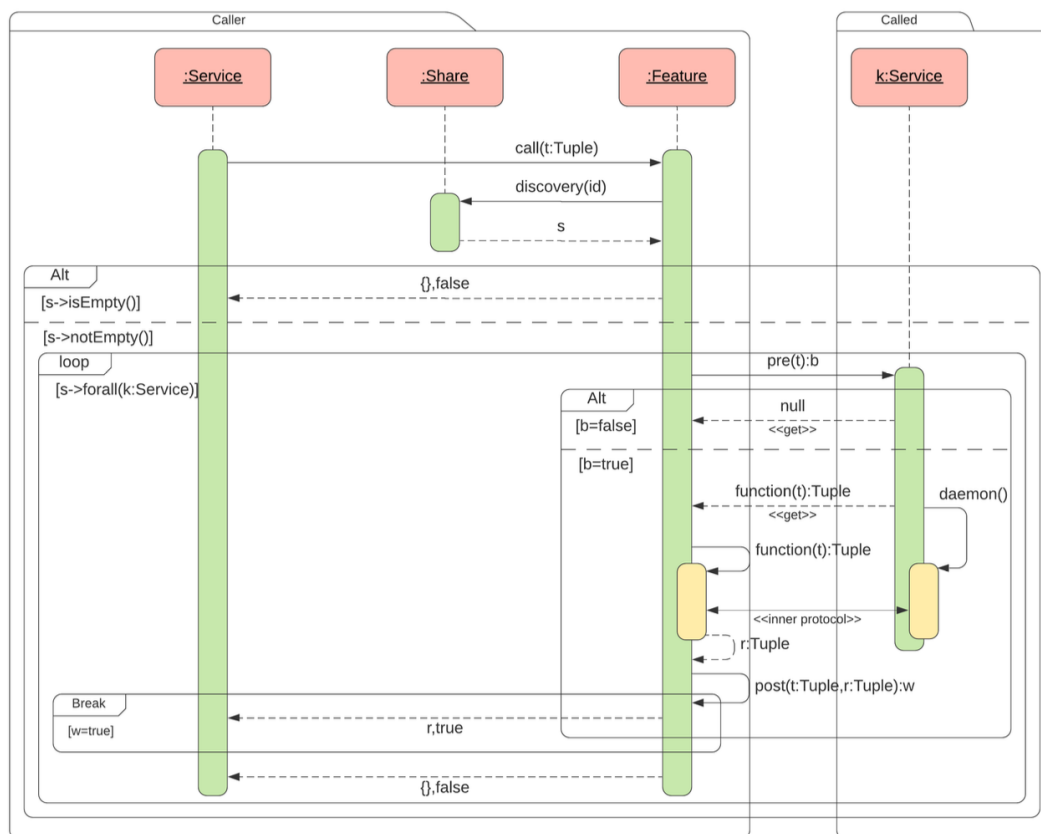 Caller
Called
:Service
:Share
:Feature
k:Service
call(t:Tuple)
discovery(id)
s
Alt
{},false
[s->isEmpty()]
[s->notEmpty()]
loop
pre(t):b
[s->forall(k:Service)]
Alt
null
[b=false]
<<get>>
[b=true]
function(t):Tuple
daemon()
<<get>>
function(t):Tuple
<<inner protocol>>
r:Tuple
post(t:Tuple,r:Tuple):w
Break
r,true
[w=true]
{},false